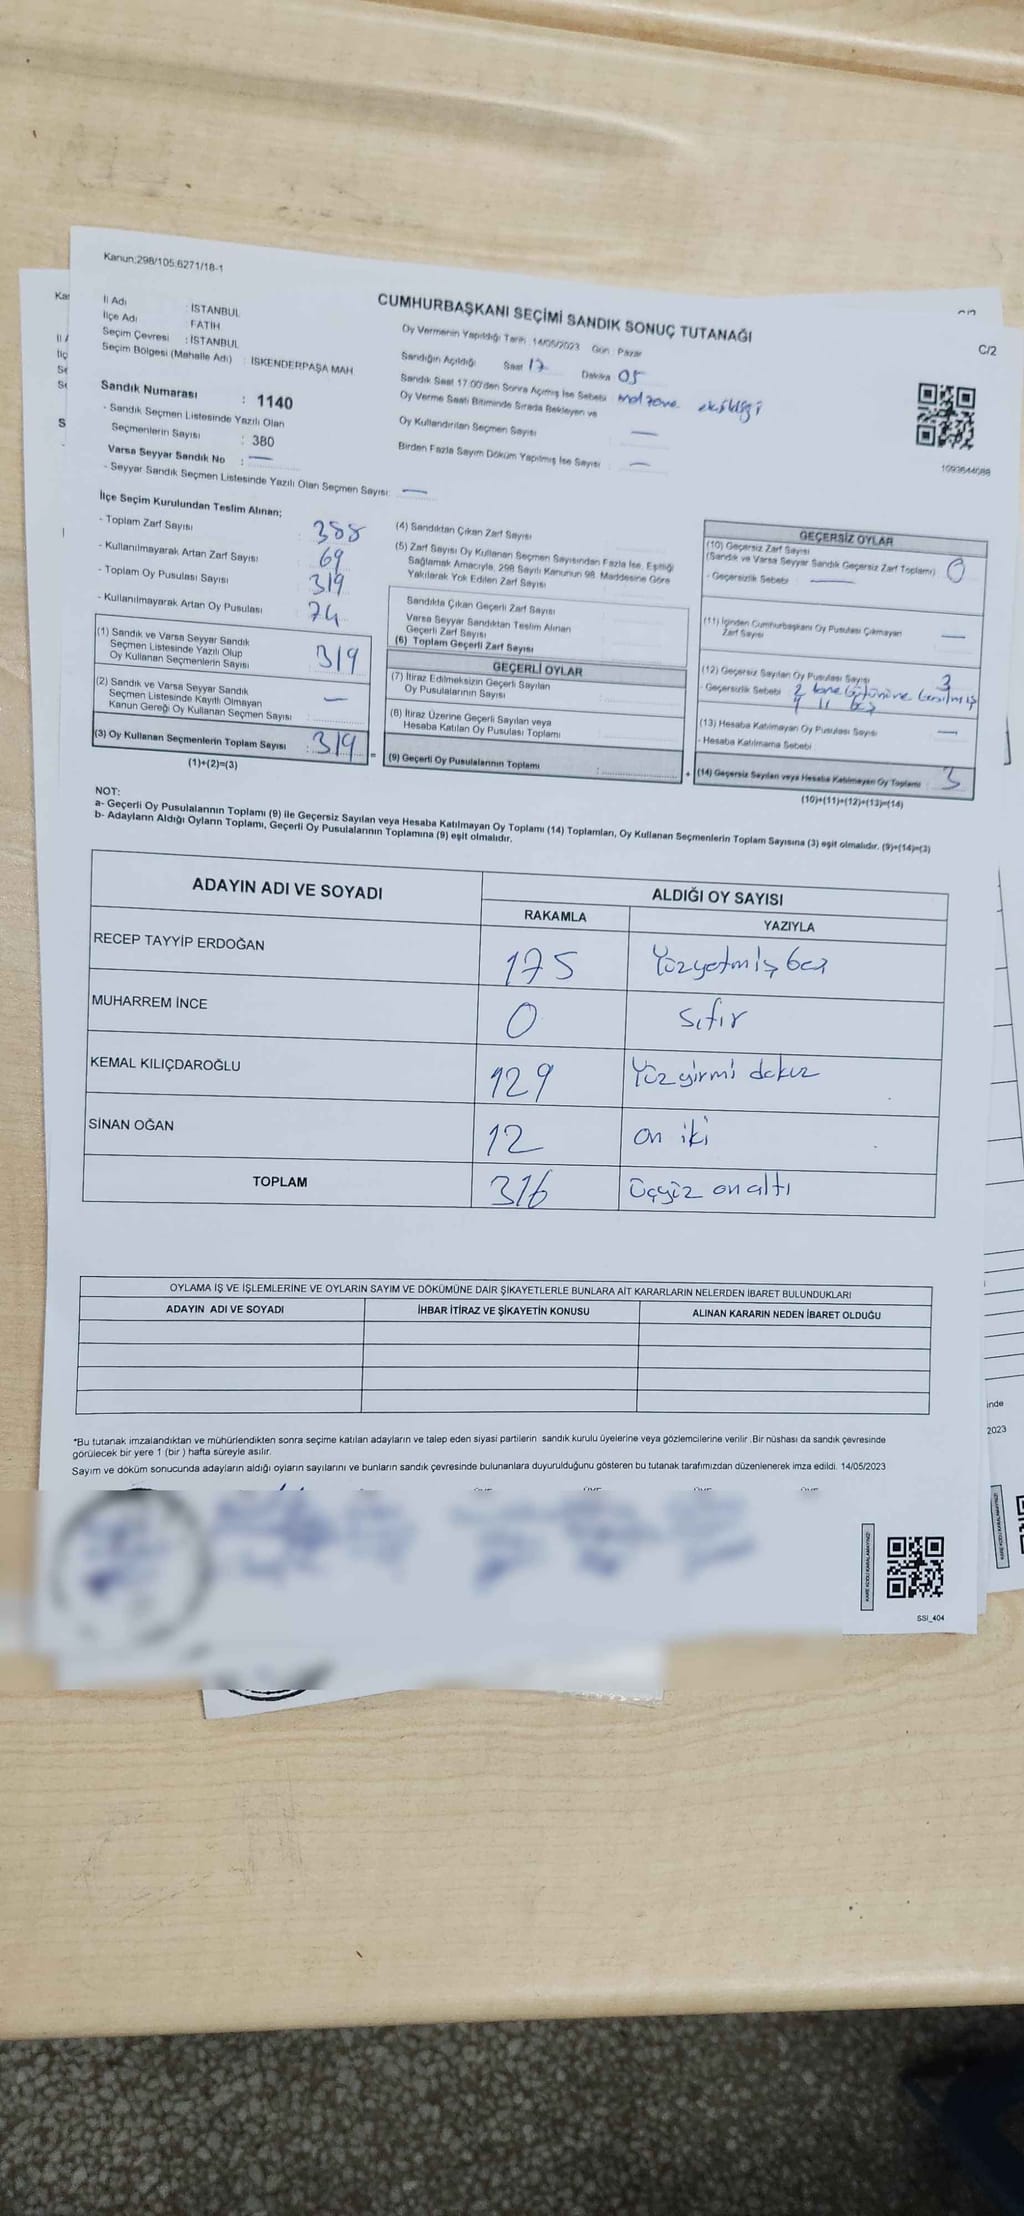 Kanun:298/105,6271/18-1
CUMHURBAŞKANI SEÇİMİ SANDIK SONUÇ TUTANAĞI
C/2
İl Adı : İSTANBUL
İlçe Adı : FATİH
Seçim Çevresi : İSTANBUL
Seçim Bölgesi (Mahalle Adı) : İSKENDERPAŞA MAH
Sandık Numarası : 1140
- Sandık Seçmen Listesinde Yazılı Olan
Seçmenlerin Sayısı : 380
Varsa Seyyar Sandık No : —
- Seyyar Sandık Seçmen Listesinde Yazılı Olan Seçmen Sayısı: —
Oy Vermenin Yapıldığı Tarih : 14/05/2023 Gün : Pazar
Sandığın Açıldığı Saat 17 Dakika 05
Sandık Saat 17:00'den Sonra Açımış İse Sebebi malzeme eksikliği
Oy Verme Saati Bitiminde Sırada Bekleyen ve
Oy Kullandırılan Seçmen Sayısı —
Birden Fazla Sayım Döküm Yapılmış İse Sayısı : —
1093644088
İlçe Seçim Kurulundan Teslim Alınan;
- Toplam Zarf Sayısı 388
- Kullanılmayarak Artan Zarf Sayısı 69
- Toplam Oy Pusulası Sayısı 319
- Kullanılmayarak Artan Oy Pusulası 74
(1) Sandık ve Varsa Seyyar Sandık
Seçmen Listesinde Yazılı Olup
Oy Kullanan Seçmenlerin Sayısı 319
(2) Sandık ve Varsa Seyyar Sandık
Seçmen Listesinde Kayıtlı Olmayan
Kanun Gereği Oy Kullanan Seçmen Sayısı —
(3) Oy Kullanan Seçmenlerin Toplam Sayısı : 319 =
(1)+(2)=(3)
(4) Sandıktan Çıkan Zarf Sayısı
(5) Zarf Sayısı Oy Kullanan Seçmen Sayısından Fazla İse, Eşitliği
Sağlamak Amacıyla, 298 Sayılı Kanunun 98. Maddesine Göre
Yakılarak Yok Edilen Zarf Sayısı
Sandıkta Çıkan Geçerli Zarf Sayısı
Varsa Seyyar Sandıktan Teslim Alınan
Geçerli Zarf Sayısı
(6) Toplam Geçerli Zarf Sayısı
GEÇERLİ OYLAR
(7) İtiraz Edilmeksizin Geçerli Sayılan
Oy Pusulalarının Sayısı
(8) İtiraz Üzerine Geçerli Sayılan veya
Hesaba Katılan Oy Pusulası Toplamı
(9) Geçerli Oy Pusulalarının Toplamı : +
GEÇERSİZ OYLAR
(10) Geçersiz Zarf Sayısı
(Sandık ve Varsa Seyyar Sandık Geçersiz Zarf Toplamı) 0
- Geçersizlik Sebebi —
(11) İçinden Cumhurbaşkanı Oy Pusulası Çıkmayan
Zarf Sayısı —
(12) Geçersiz Sayılan Oy Pusulası Sayısı 3
- Geçersizlik Sebebi 2 tane bütününe basılmış
1 " boş
(13) Hesaba Katılmayan Oy Pusulası Sayısı —
- Hesaba Katılmama Sebebi
(14) Geçersiz Sayılan veya Hesaba Katılmayan Oy Toplamı : 3
(10)+(11)+(12)+(13)=(14)
NOT:
a- Geçerli Oy Pusulalarının Toplamı (9) ile Geçersiz Sayılan veya Hesaba Katılmayan Oy Toplamı (14) Toplamları, Oy Kullanan Seçmenlerin Toplam Sayısına (3) eşit olmalıdır. (9)+(14)=(3)
b- Adayların Aldığı Oyların Toplamı, Geçerli Oy Pusulalarının Toplamına (9) eşit olmalıdır.
ADAYIN ADI VE SOYADI
ALDIĞI OY SAYISI
RAKAMLA YAZIYLA
RECEP TAYYİP ERDOĞAN 175 Yüzyetmiş beş
MUHARREM İNCE 0 sıfır
KEMAL KILIÇDAROĞLU 129 Yüzyirmi dokuz
SİNAN OĞAN 12 on iki
TOPLAM 316 üçyüz onaltı
OYLAMA İŞ VE İŞLEMLERİNE VE OYLARIN SAYIM VE DÖKÜMÜNE DAİR ŞİKAYETLERLE BUNLARA AİT KARARLARIN NELERDEN İBARET BULUNDUKLARI
ADAYIN ADI VE SOYADI İHBAR İTİRAZ VE ŞİKAYETİN KONUSU ALINAN KARARIN NEDEN İBARET OLDUĞU
*Bu tutanak imzalandıktan ve mühürlendikten sonra seçime katılan adayların ve talep eden siyasi partilerin sandık kurulu üyelerine veya gözlemcilerine verilir .Bir nüshası da sandık çevresinde
görülecek bir yere 1 (bir ) hafta süreyle asılır.
Sayım ve döküm sonucunda adayların aldığı oyların sayılarını ve bunların sandık çevresinde bulunanlara duyurulduğunu gösteren bu tutanak tarafımızdan düzenlenerek imza edildi. 14/05/2023
KARE KODU KARALAMAYINIZ!
SSI_404
inde
2023